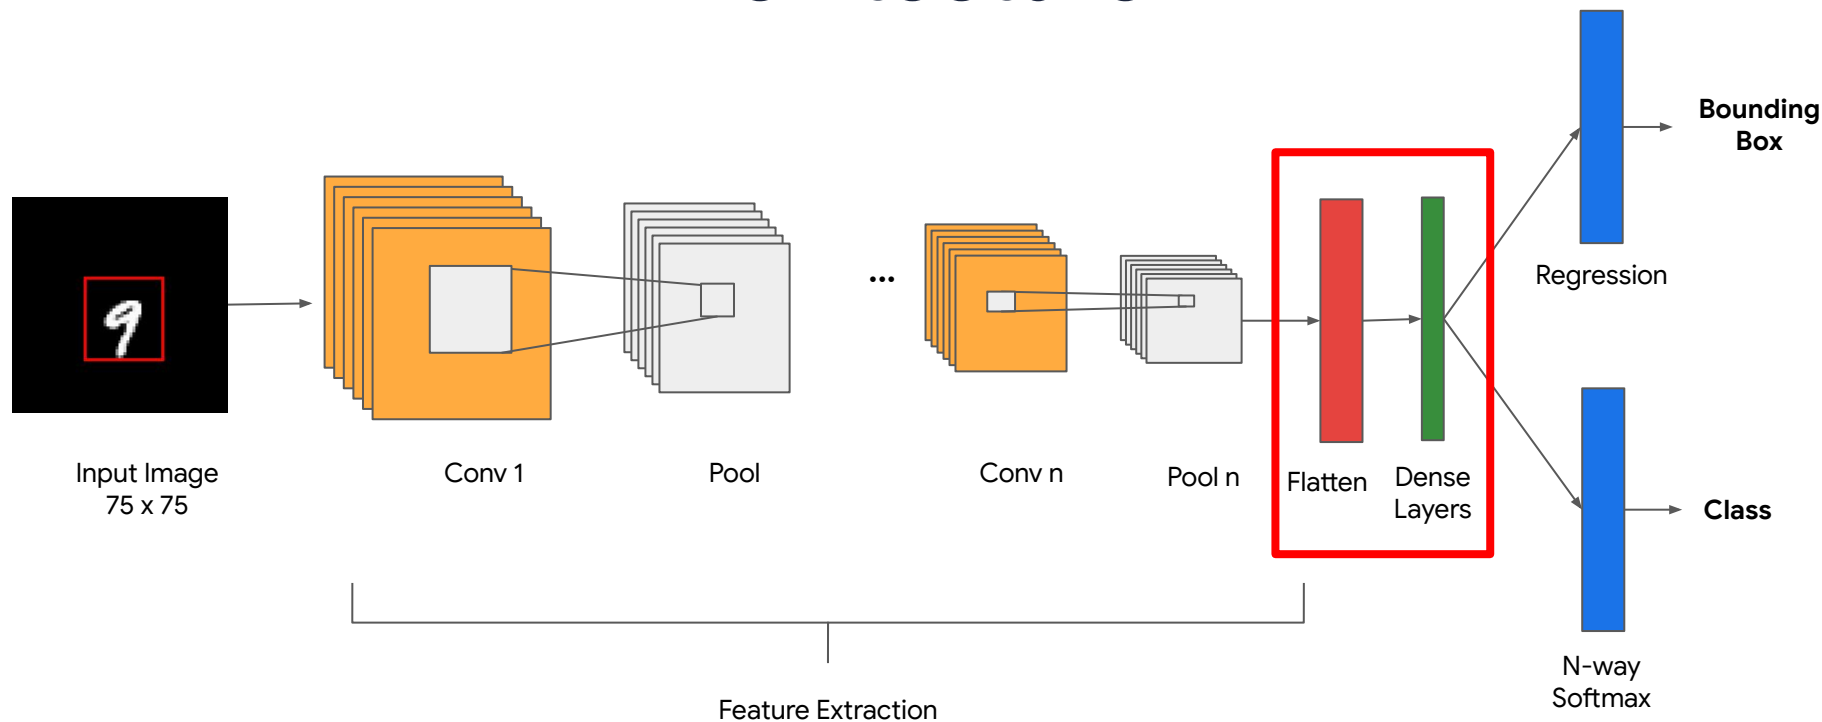 Bounding
Box
Regression
...
Input Image
75 x 75
Conv 1
Pool
Conv n
Pool n
Flatten
Dense
Layers
Class
N-way
Softmax
Feature Extraction